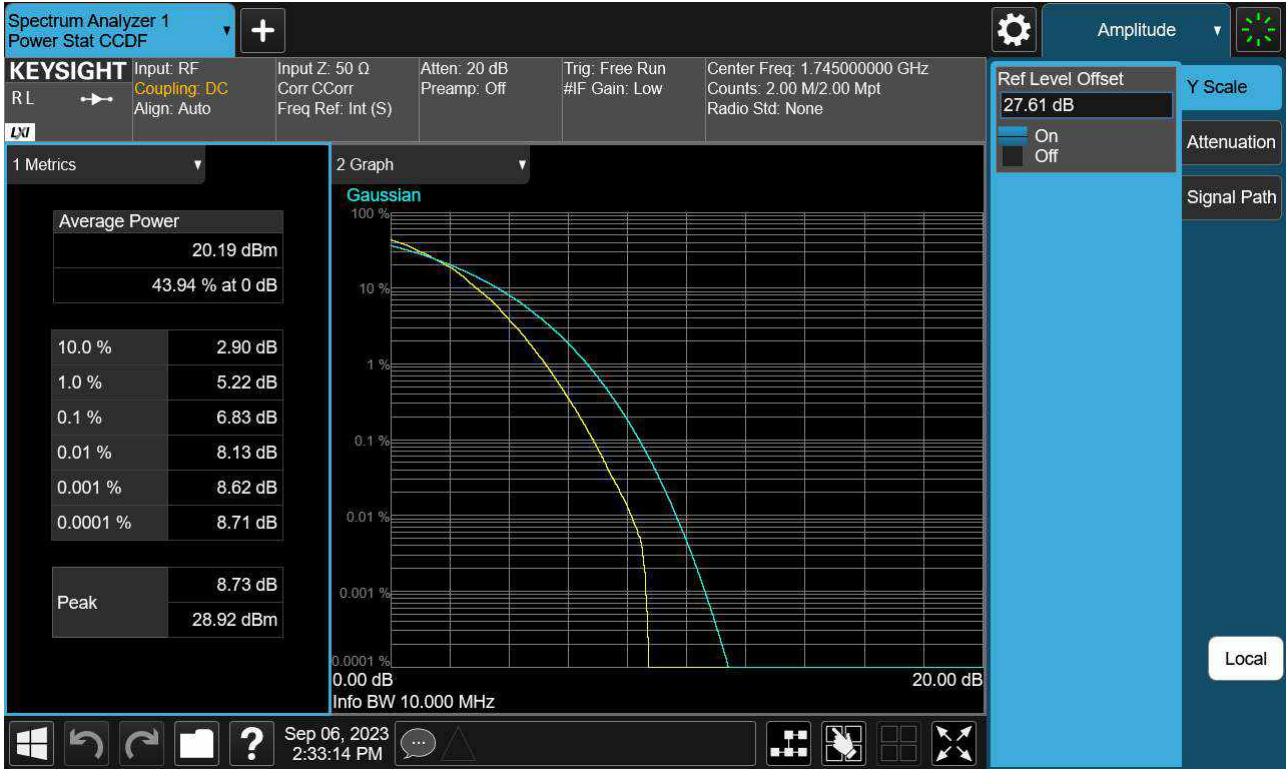 Spectrum Analyzer 1
Power Stat CCDF
Amplitude
KEYSIGHT
R L
LXI
Input: RF
Coupling: DC
Align: Auto
Input Z: 50 Ω
Corr CCorr
Freq Ref: Int (S)
Atten: 20 dB
Preamp: Off
Trig: Free Run
#IF Gain: Low
Center Freq: 1.745000000 GHz
Counts: 2.00 M/2.00 Mpt
Radio Std: None
Ref Level Offset
27.61 dB
On
Off
Y Scale
Attenuation
Signal Path
Local
1 Metrics
Average Power
20.19 dBm
43.94 % at 0 dB
10.0 % 2.90 dB
1.0 % 5.22 dB
0.1 % 6.83 dB
0.01 % 8.13 dB
0.001 % 8.62 dB
0.0001 % 8.71 dB
Peak
8.73 dB
28.92 dBm
2 Graph
Gaussian
100 %
10 %
1 %
0.1 %
0.01 %
0.001 %
0.0001 %
0.00 dB 20.00 dB
Info BW 10.000 MHz
?
Sep 06, 2023
2:33:14 PM